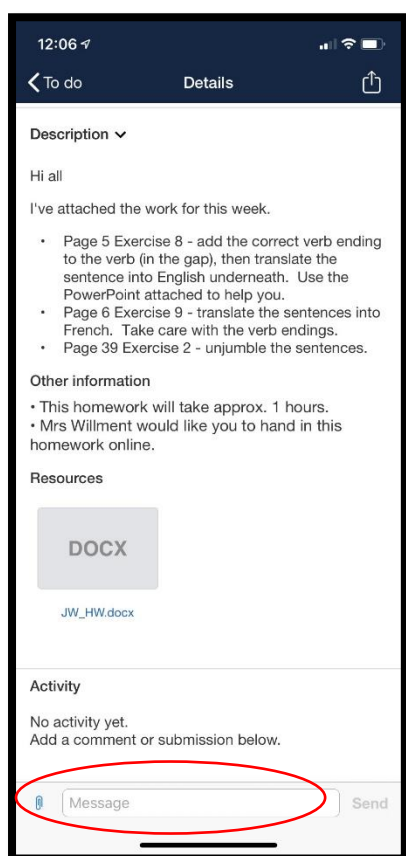 12:06
To do
Details
Description
Hi all
I've attached the work for this week.
• Page 5 Exercise 8 - add the correct verb ending
to the verb (in the gap), then translate the
sentence into English underneath. Use the
PowerPoint attached to help you.
• Page 6 Exercise 9 - translate the sentences into
French. Take care with the verb endings.
• Page 39 Exercise 2 - unjumble the sentences.
Other information
• This homework will take approx. 1 hours.
• Mrs Willment would like you to hand in this
homework online.
Resources
DOCX
JW_HW.docx
Activity
No activity yet.
Add a comment or submission below.
Message
Send